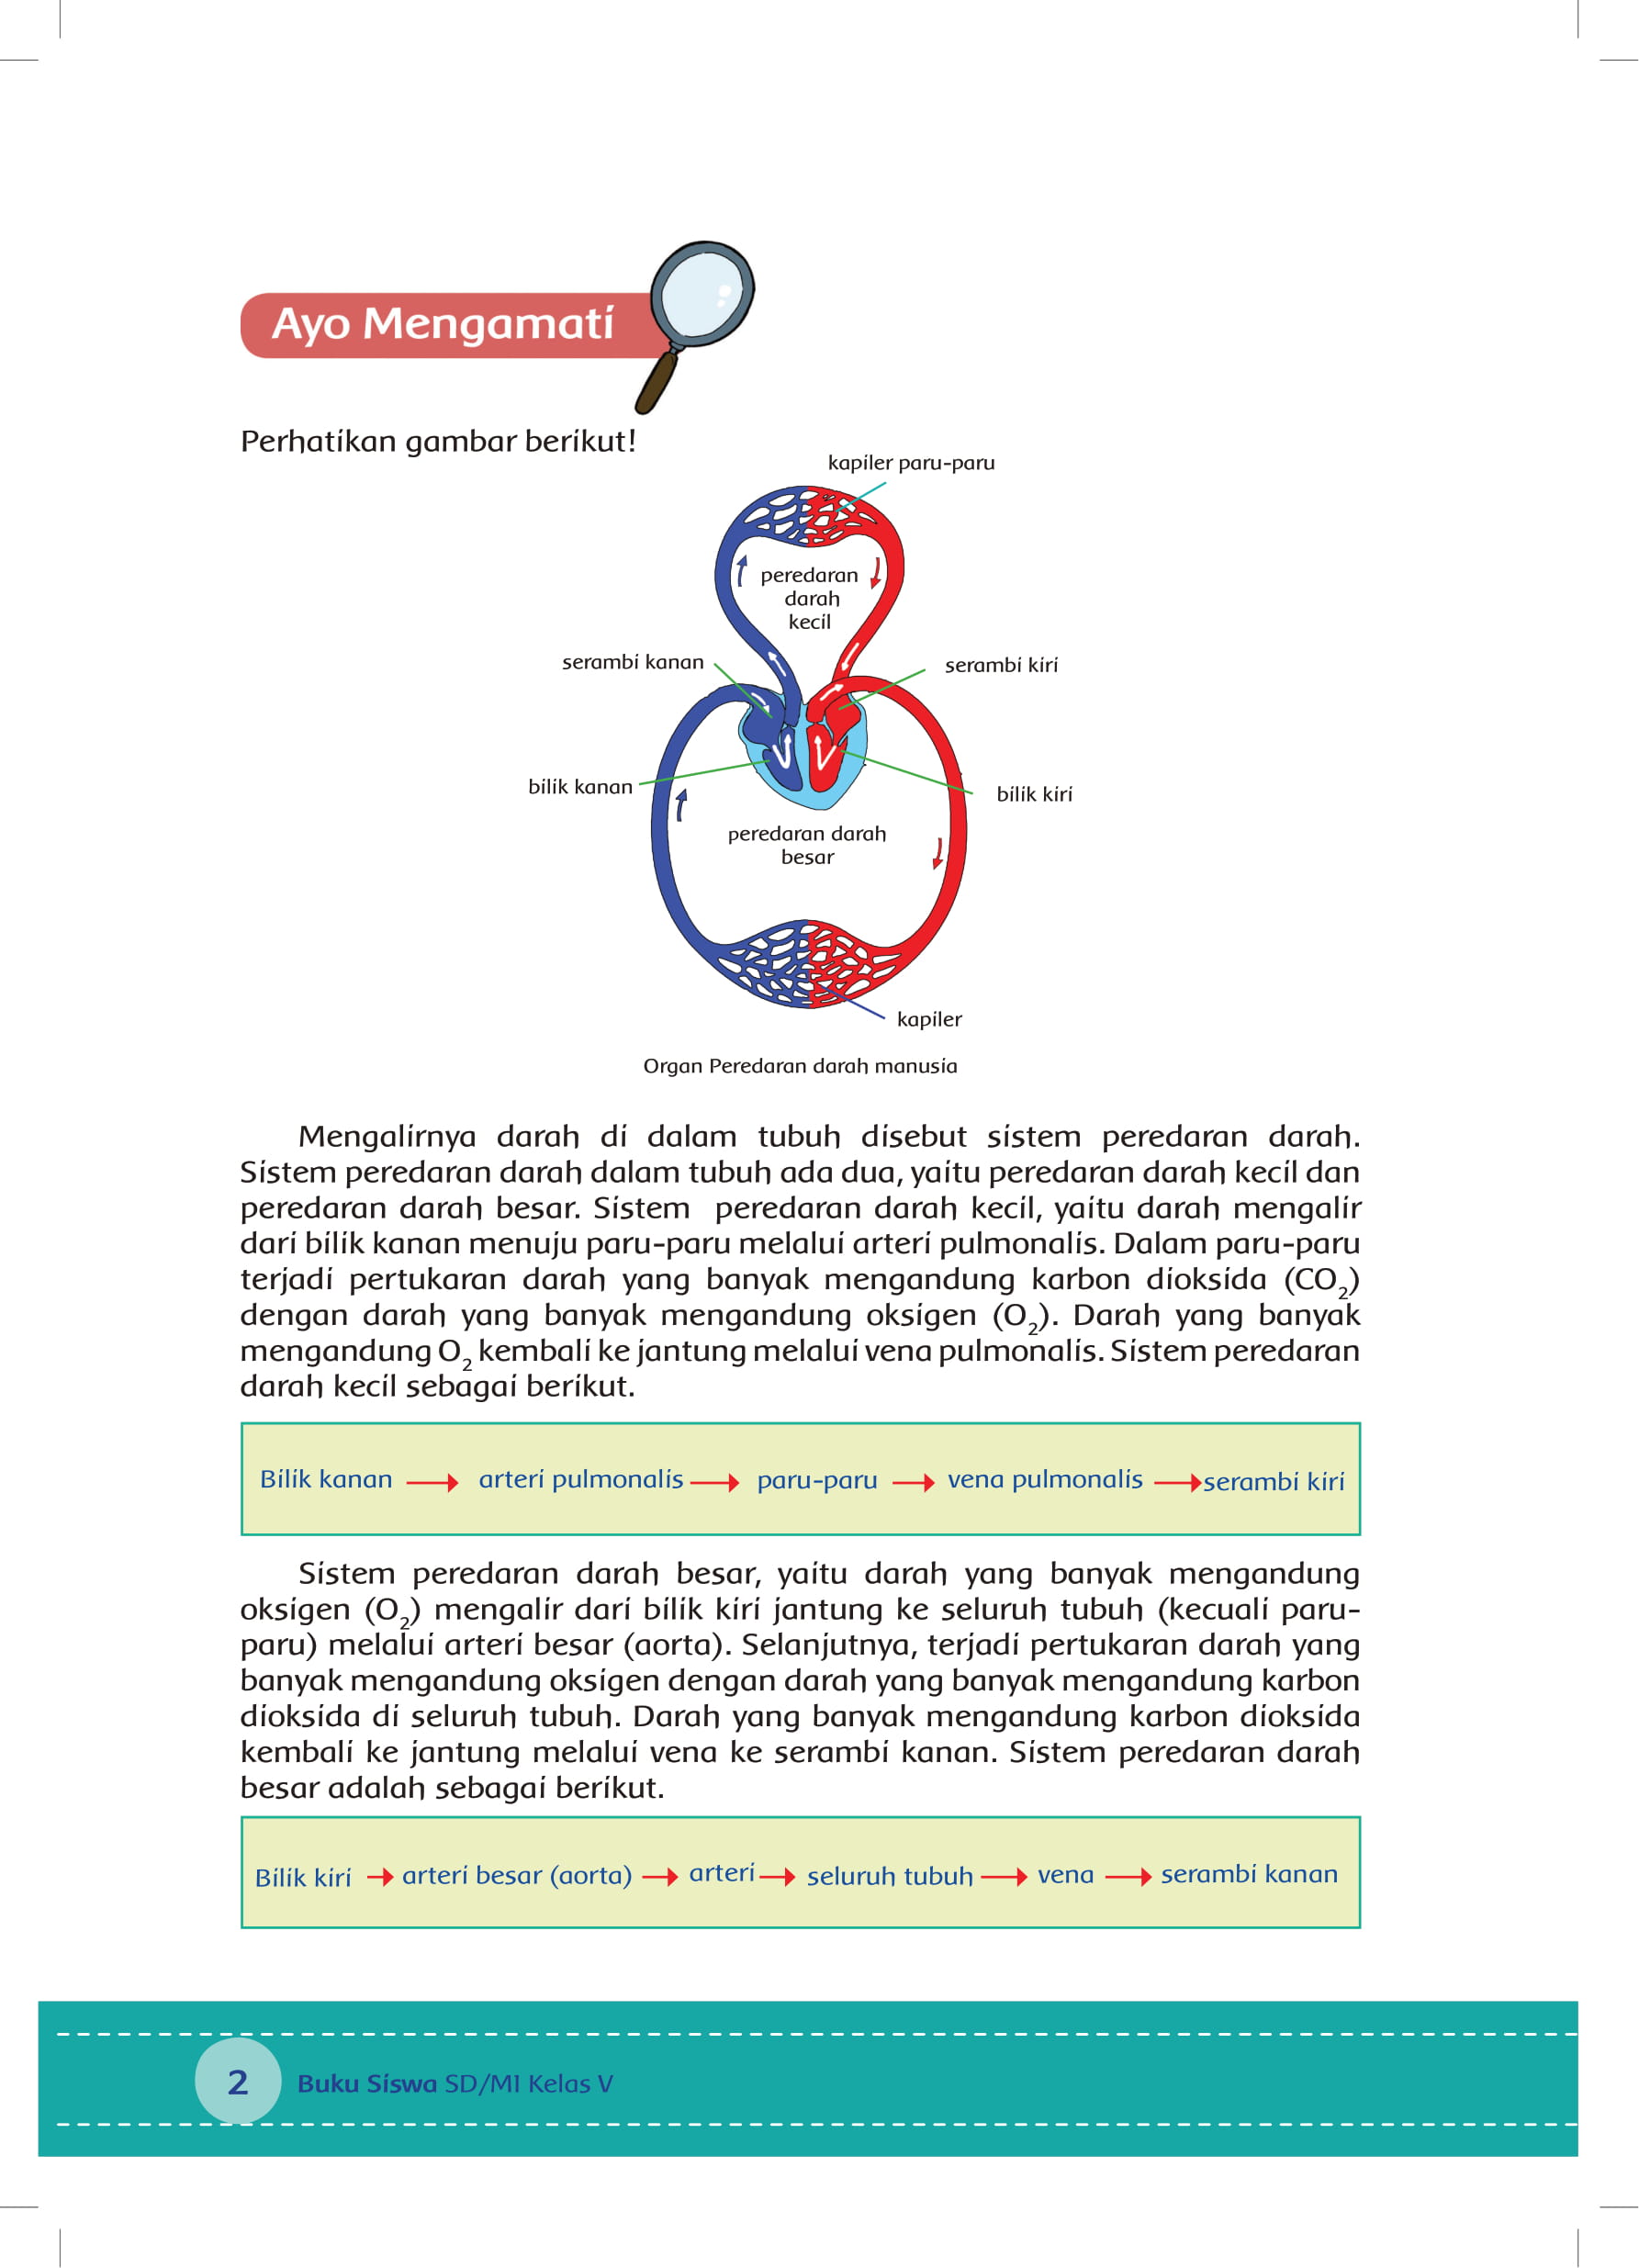 Ayo Mengamati
Perhatikan gambar berikut!
kapiler paru-paru
peredaran
darah
kecil
serambi kanan
serambi kiri
bilik kanan
bilik kiri
peredaran darah
besar
kapiler
Organ Peredaran darah manusia
Mengalirnya darah di dalam tubuh disebut sistem peredaran darah.
Sistem peredaran darah dalam tubuh ada dua, yaitu peredaran darah kecil dan
peredaran darah besar. Sistem peredaran darah kecil, yaitu darah mengalir
dari bilik kanan menuju paru-paru melalui arteri pulmonalis. Dalam paru-paru
terjadi pertukaran darah yang banyak mengandung karbon dioksida (CO₂)
dengan darah yang banyak mengandung oksigen (O₂). Darah yang banyak
mengandung O₂ kembali ke jantung melalui vena pulmonalis. Sistem peredaran
darah kecil sebagai berikut.
Bilik kanan → arteri pulmonalis → paru-paru → vena pulmonalis → serambi kiri
Sistem peredaran darah besar, yaitu darah yang banyak mengandung
oksigen (O₂) mengalir dari bilik kiri jantung ke seluruh tubuh (kecuali paru-
paru) melalui arteri besar (aorta). Selanjutnya, terjadi pertukaran darah yang
banyak mengandung oksigen dengan darah yang banyak mengandung karbon
dioksida di seluruh tubuh. Darah yang banyak mengandung karbon dioksida
kembali ke jantung melalui vena ke serambi kanan. Sistem peredaran darah
besar adalah sebagai berikut.
Bilik kiri → arteri besar (aorta) → arteri → seluruh tubuh → vena → serambi kanan
2 Buku Siswa SD/MI Kelas V